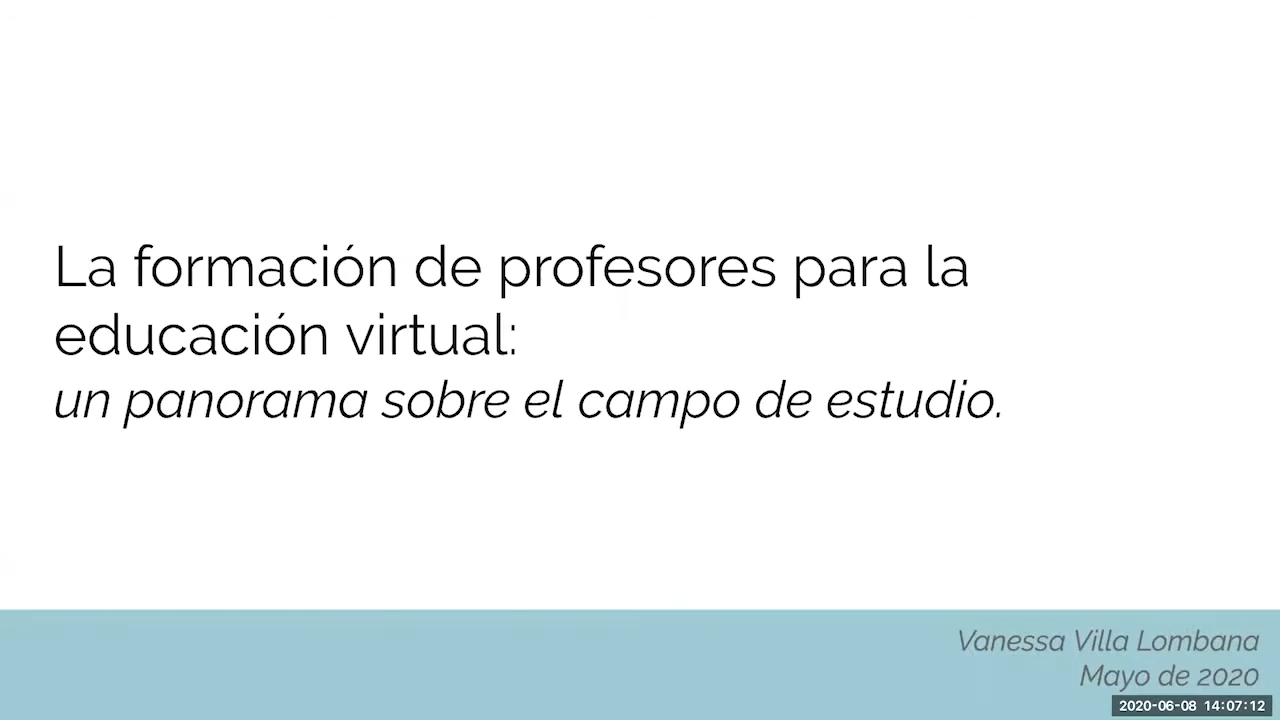 La formación de profesores para la
educación virtual:
un panorama sobre el campo de estudio.
Vanessa Villa Lombana
Mayo de 2020
2020-06-08 14:07:12